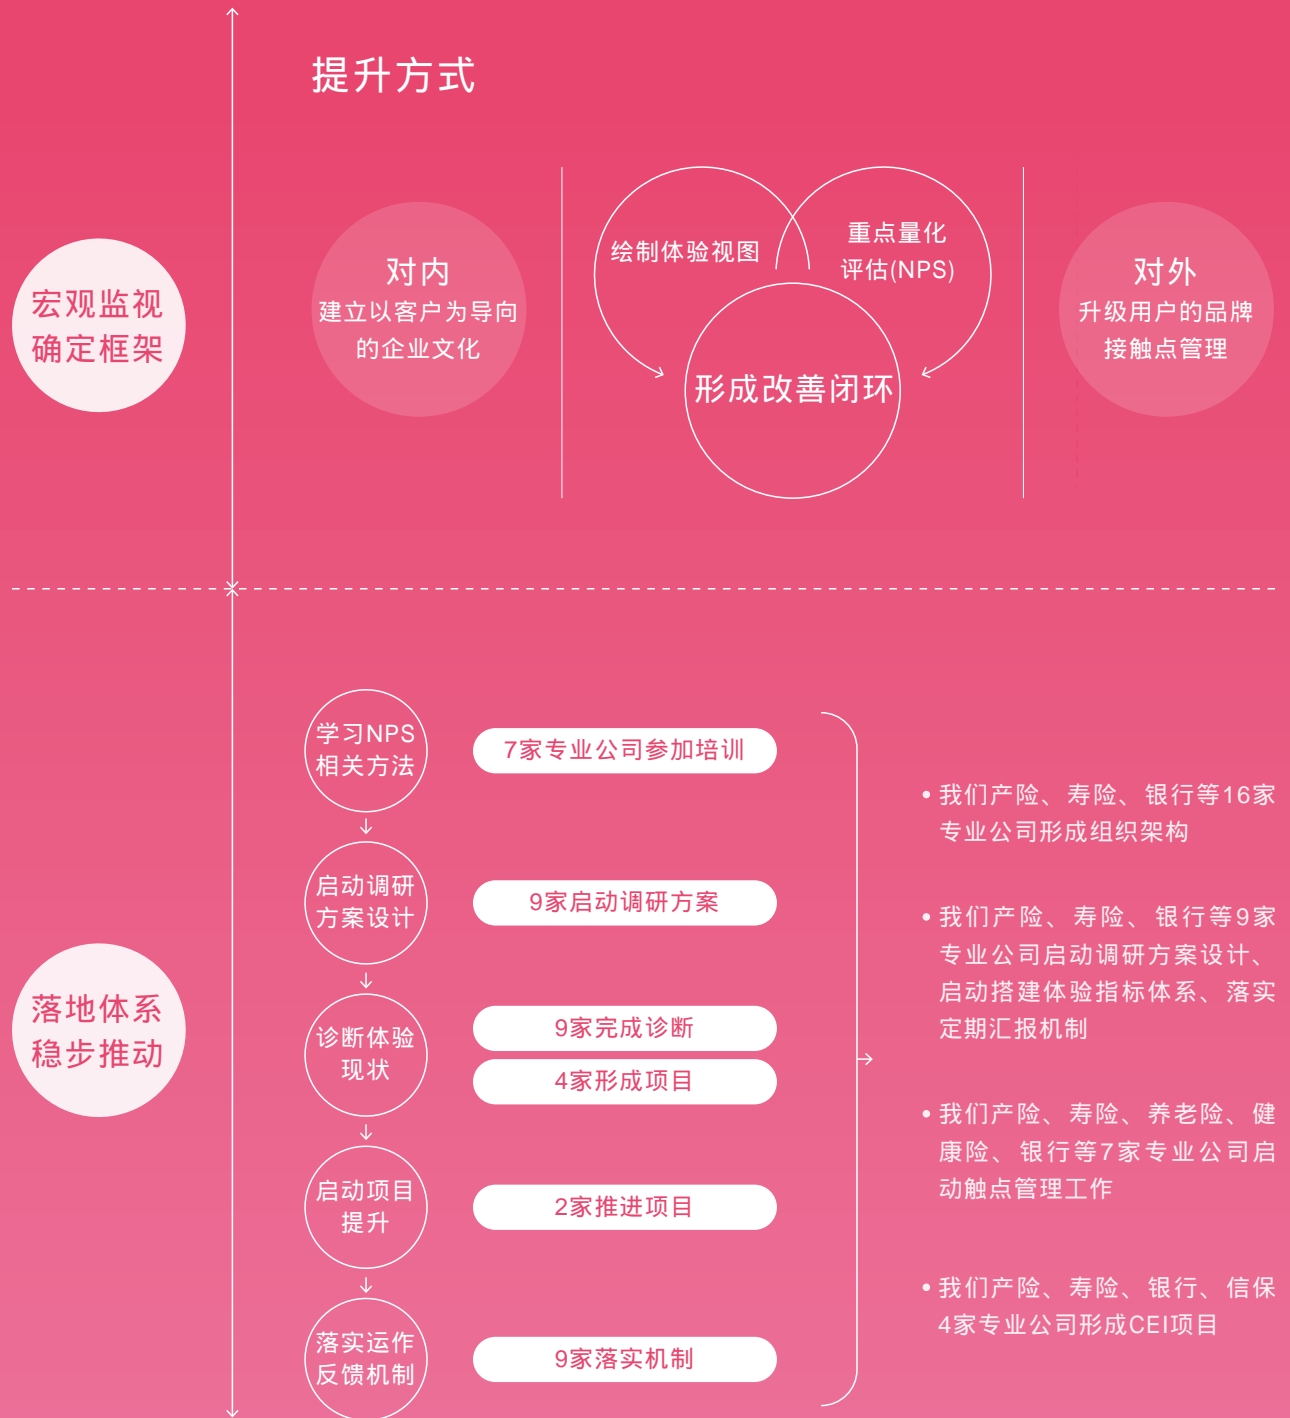 提升方式
宏观监视
确定框架
对内
建立以客户为导向
的企业文化
绘制体验视图
重点量化
评估(NPS)
形成改善闭环
对外
升级用户的品牌
接触点管理
落地体系
稳步推动
学习NPS
相关方法
7家专业公司参加培训
启动调研
方案设计
9家启动调研方案
诊断体验
现状
9家完成诊断
4家形成项目
启动项目
提升
2家推进项目
落实运作
反馈机制
9家落实机制
•我们产险、寿险、银行等16家
专业公司形成组织架构
•我们产险、寿险、银行等9家
专业公司启动调研方案设计、
启动搭建体验指标体系、落实
定期汇报机制
•我们产险、寿险、养老险、健
康险、银行等7家专业公司启
动触点管理工作
•我们产险、寿险、银行、信保
4家专业公司形成CEI项目